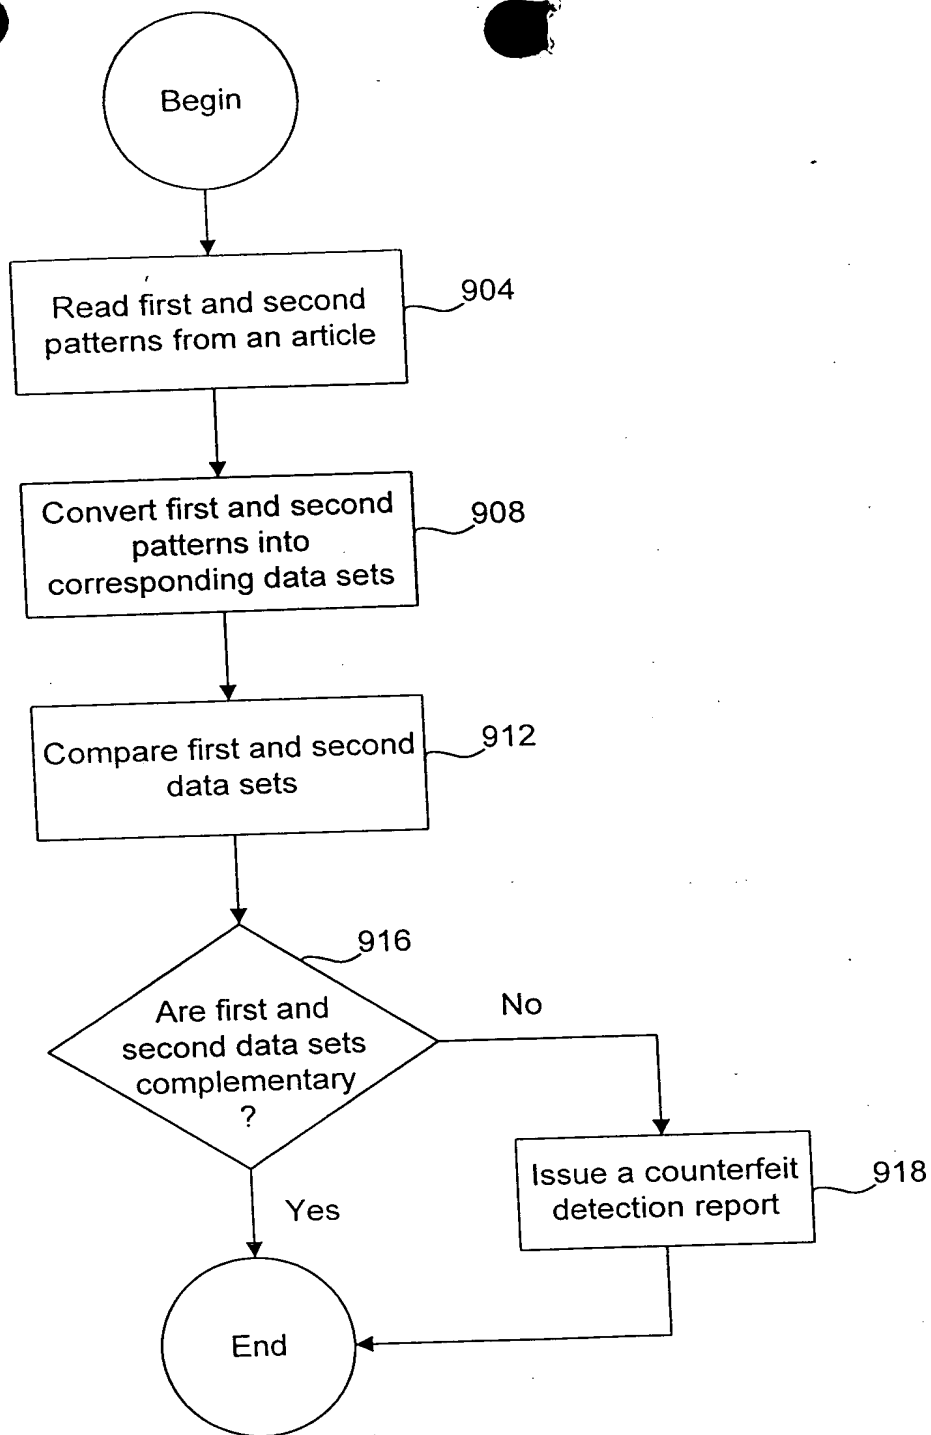 Begin
Read first and second
patterns from an article
904
Convert first and second
patterns into
corresponding data sets
908
Compare first and second
data sets
912
916
Are first and
second data sets
complementary
?
No
Yes
Issue a counterfeit
detection report
918
End